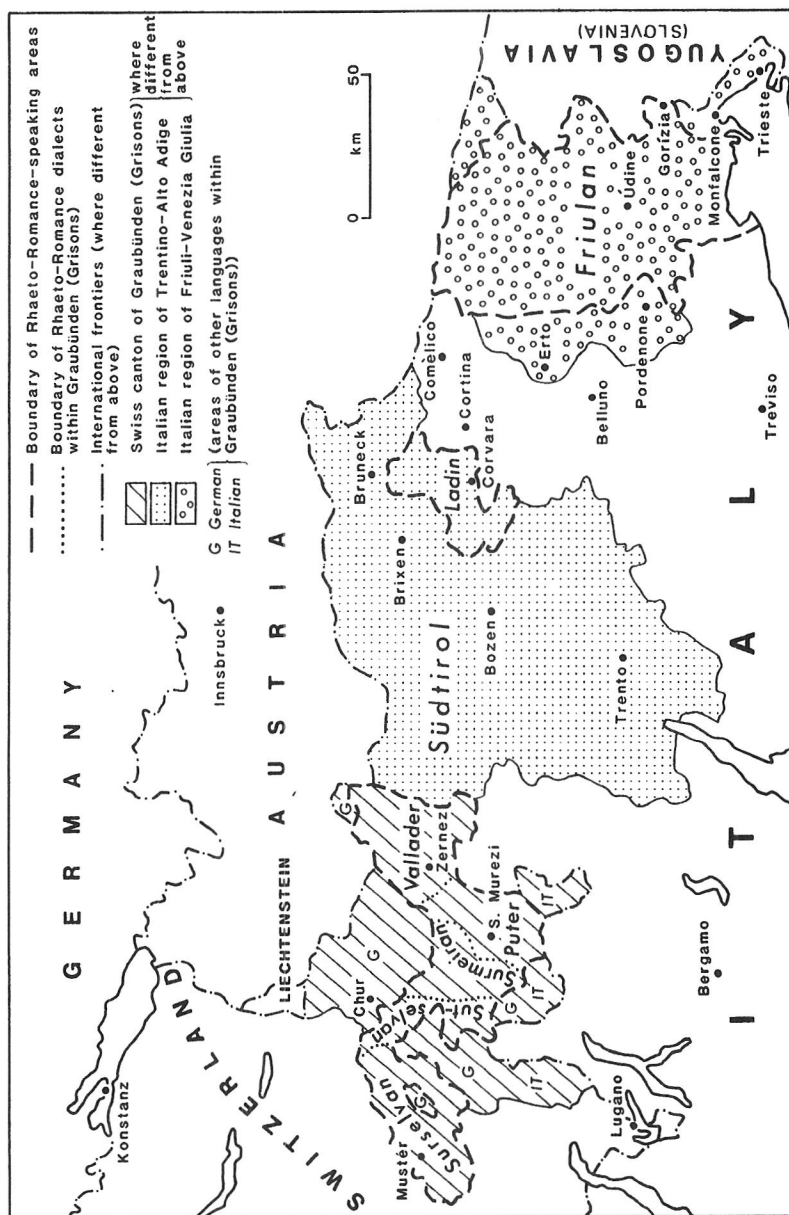 Boundary of Rhaeto-Romance-speaking areas
Boundary of Rhaeto-Romance dialects
within Graubünden (Grisons)
International frontiers (where different
from above)
Swiss canton of Graubünden (Grisons)
Italian region of Trentino-Alto Adige
Italian region of Friuli-Venezia Giulia
where
different
from
above
G German
IT Italian
(areas of other languages within
Graubünden (Grisons))
km
0
50
GERMANY
Konstanz
SWITZERLAND
LIECHTENSTEIN
AUSTRIA
Innsbruck
YUGOSLAVIA
(SLOVENIA)
Chur
G
G
Vallader
Zernez
Mustér
Surselvan
G
Sut-
selvan
Surmeiran
S. Murezi
Puter
G
G
IT
IT
IT
Lugano
Bergamo
Südtirol
Brixen
Bruneck
Bozen
Trento
Ladin
Corvara
Cortina
Comelico
Belluno
Treviso
Erto
Pordenone
Friulan
Údine
Gorízia
Monfalcone
Trieste
ITALY